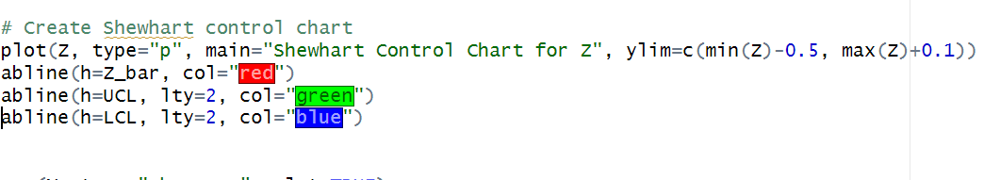 # Create Shewhart control chart
plot(Z, type="p", main="Shewhart Control Chart for Z", ylim=c(min(Z)-0.5, max(Z)+0.1))
abline(h=Z_bar, col="red")
abline(h=UCL, lty=2, col="green")
abline(h=LCL, lty=2, col="blue")